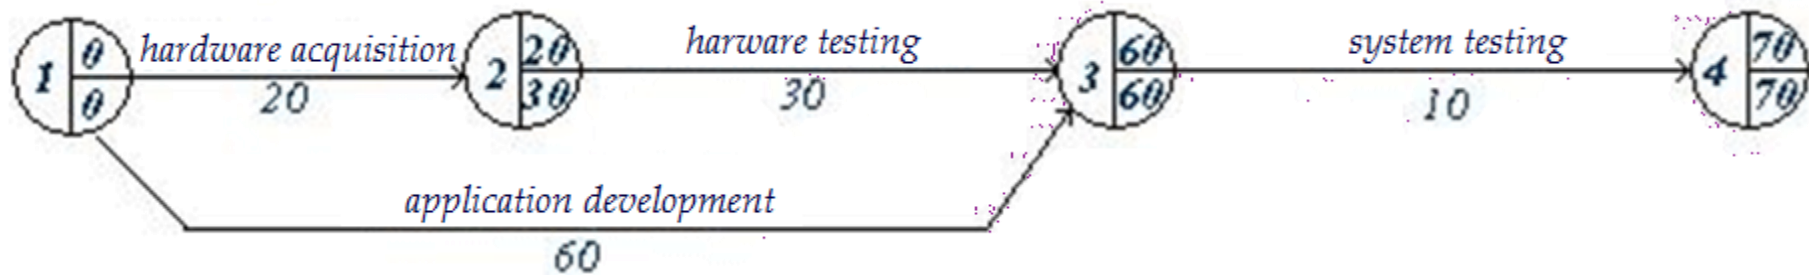 1 0 0
hardware acquisition
20
2 20 30
harware testing
30
3 60 60
system testing
10
4 70 70
application development
60